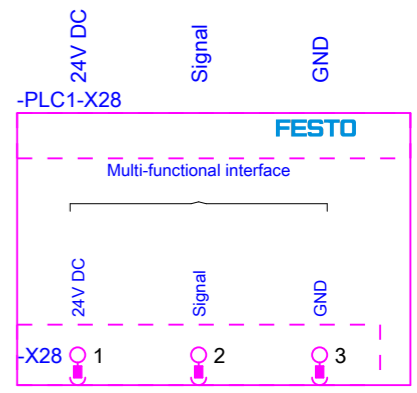 24V DC Signal GND
-PLC1-X28
FESTO
Multi-functional interface
24V DC Signal GND
-X28 1 2 3